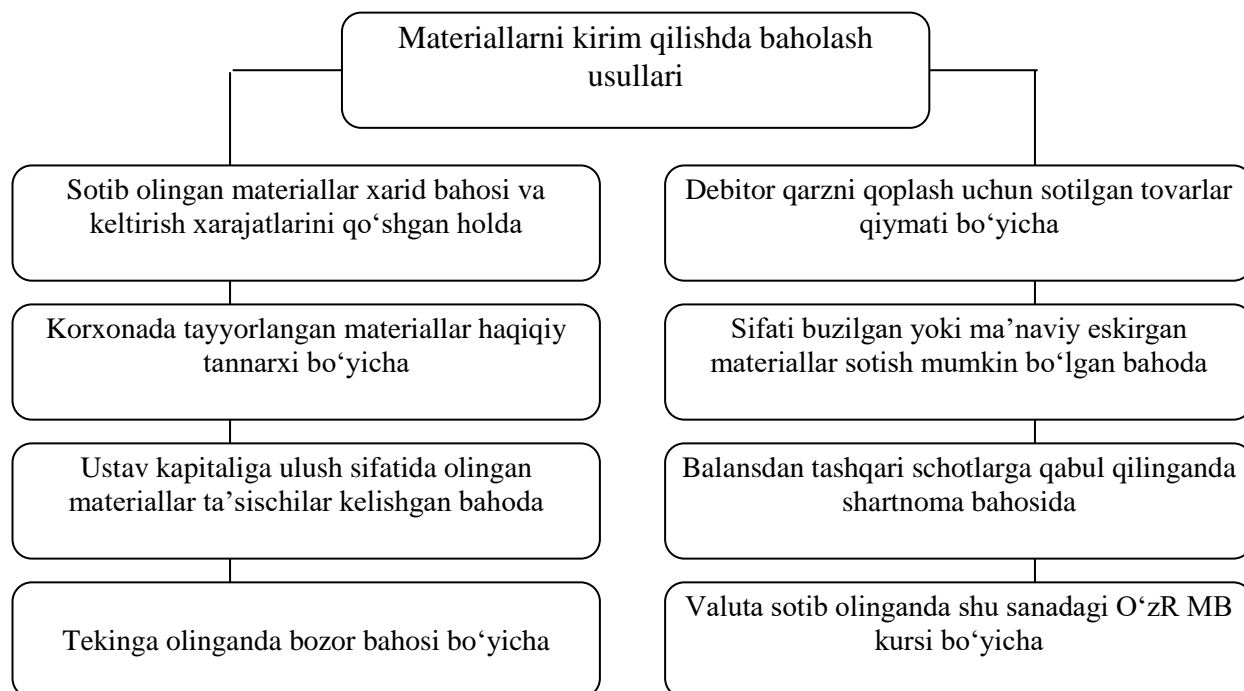 Materiallarni kirim qilishda baholash
usullari
Sotib olingan materiallar xarid bahosi va
keltirish xarajatlarini qo‘shgan holda
Korxonada tayyorlangan materiallar haqiqiy
tannarxi bo‘yicha
Ustav kapitaliga ulush sifatida olingan
materiallar ta’sischilar kelishgan bahoda
Tekinga olinganda bozor bahosi bo‘yicha
Debitor qarzni qoplash uchun sotilgan tovarlar
qiymati bo‘yicha
Sifati buzilgan yoki ma’naviy eskirgan
materiallar sotish mumkin bo‘lgan bahoda
Balansdan tashqari schotlarga qabul qilinganda
shartnoma bahosida
Valuta sotib olinganda shu sanadagi O‘zR MB
kursi bo‘yicha